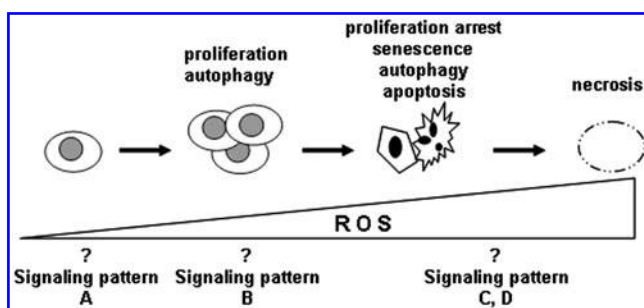 proliferation
autophagy
proliferation arrest
senescence
autophagy
apoptosis
necrosis
ROS
?
Signaling pattern
A
?
Signaling pattern
B
?
Signaling pattern
C, D